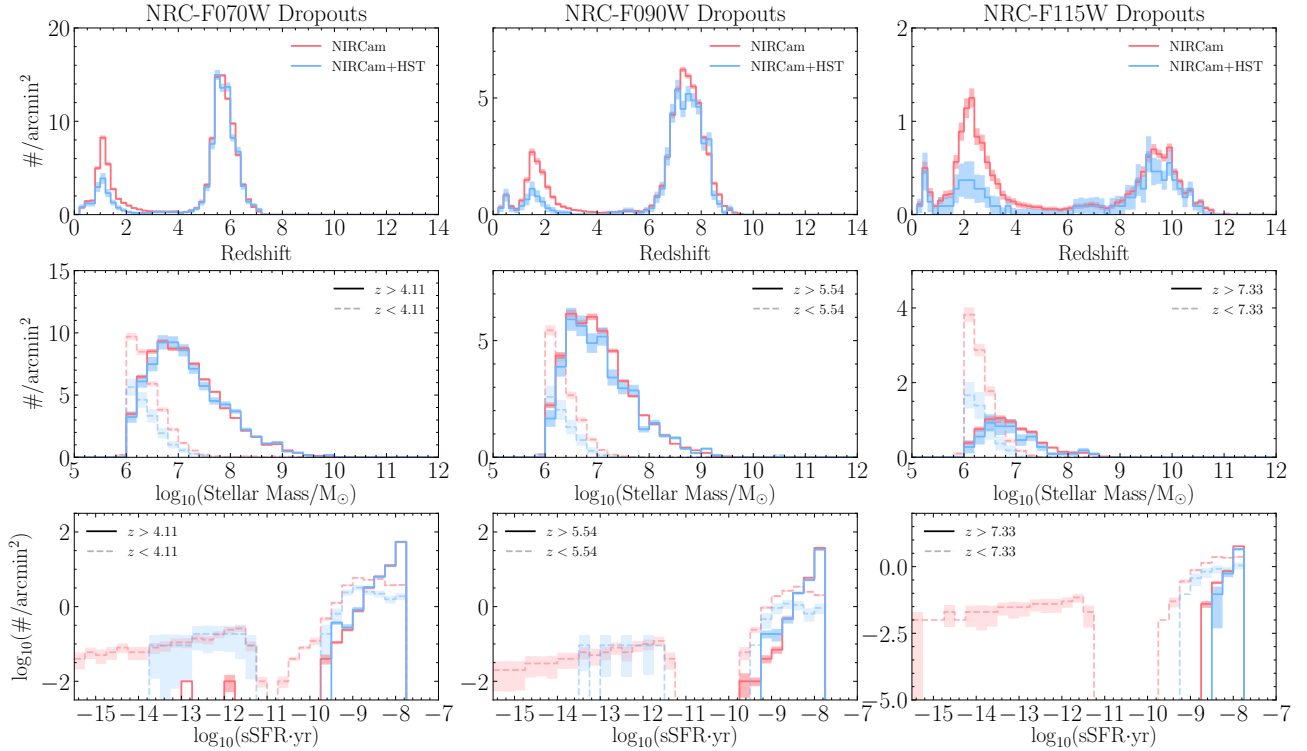 NRC-F070W Dropouts NRC-F090W Dropouts NRC-F115W Dropouts
20
15
10
5
0
#/arcmin²
NIRCam
NIRCam+HST
0 2 4 6 8 10 12 14
Redshift
5
0
NIRCam
NIRCam+HST
0 2 4 6 8 10 12 14
Redshift
2
1
1
0
NIRCam
NIRCam+HST
0 2 4 6 8 10 12 14
Redshift
15
10
5
0
#/arcmin²
z > 4.11
z < 4.11
5 6 7 8 9 10 11 12
log₁₀(Stellar Mass/M⊙)
5
0
z > 5.54
z < 5.54
5 6 7 8 9 10 11 12
log₁₀(Stellar Mass/M⊙)
4
2
0
z > 7.33
z < 7.33
5 6 7 8 9 10 11 12
log₁₀(Stellar Mass/M⊙)
2
0
−2
log₁₀(#/arcmin²)
z > 4.11
z < 4.11
−15 −14 −13 −12 −11 −10 −9 −8 −7
log₁₀(sSFR·yr)
2
0
−2
z > 5.54
z < 5.54
−15 −14 −13 −12 −11 −10 −9 −8 −7
log₁₀(sSFR·yr)
0.0
−2.5
−5.0
z > 7.33
z < 7.33
−15 −14 −13 −12 −11 −10 −9 −8 −7
log₁₀(sSFR·yr)